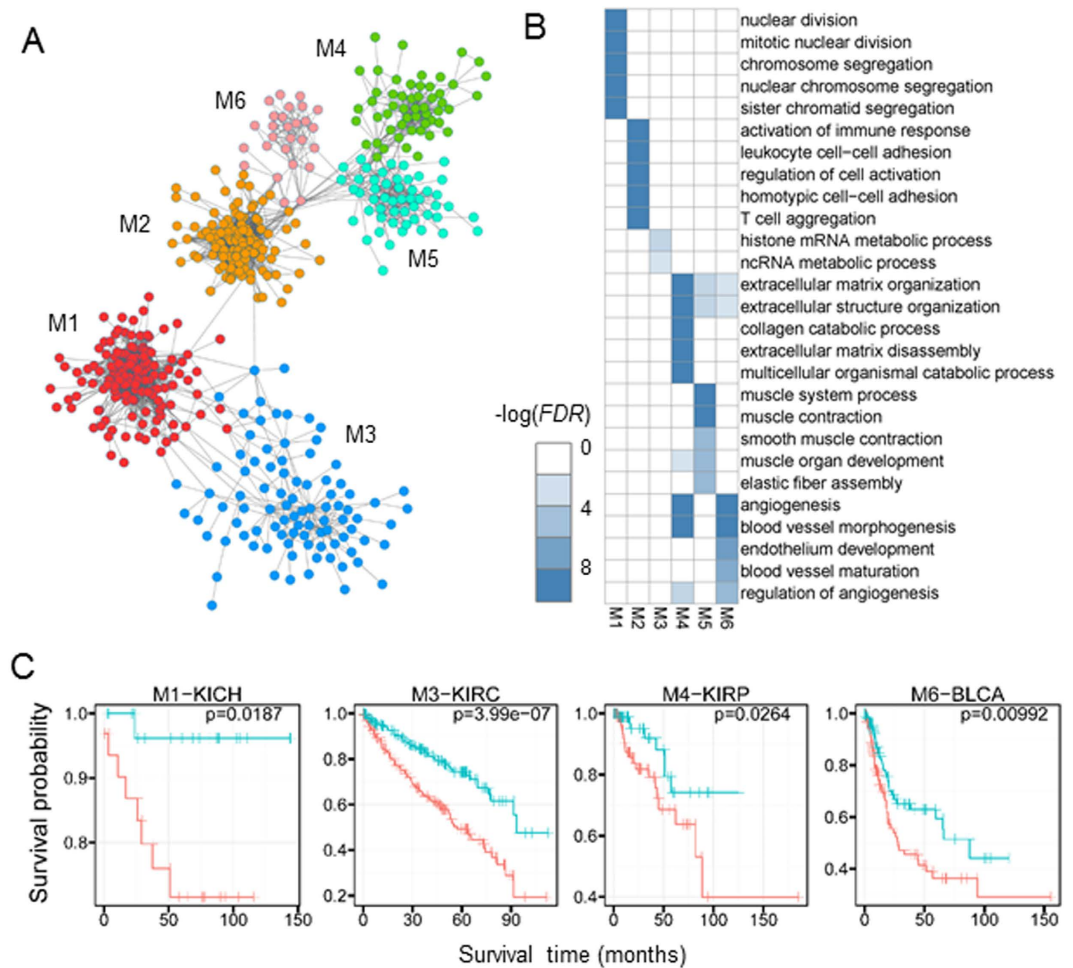 A
M4
M6
M2
M5
M1
M3
B
nuclear division
mitotic nuclear division
chromosome segregation
nuclear chromosome segregation
sister chromatid segregation
activation of immune response
leukocyte cell−cell adhesion
regulation of cell activation
homotypic cell−cell adhesion
T cell aggregation
histone mRNA metabolic process
ncRNA metabolic process
extracellular matrix organization
extracellular structure organization
collagen catabolic process
extracellular matrix disassembly
multicellular organismal catabolic process
muscle system process
muscle contraction
smooth muscle contraction
muscle organ development
elastic fiber assembly
angiogenesis
blood vessel morphogenesis
endothelium development
blood vessel maturation
regulation of angiogenesis
-log(FDR)
0
4
8
M1
M2
M3
M4
M5
M6
C
Survival probability
M1−KICH
p=0.0187
1.0
0.9
0.8
0
50
100
150
M3−KIRC
p=3.99e−07
1.0
0.8
0.6
0.4
0.2
0
30
60
90
M4−KIRP
p=0.0264
1.0
0.8
0.6
0.4
0
50
100
150
M6−BLCA
p=0.00992
1.0
0.8
0.6
0.4
0
50
100
150
Survival time (months)